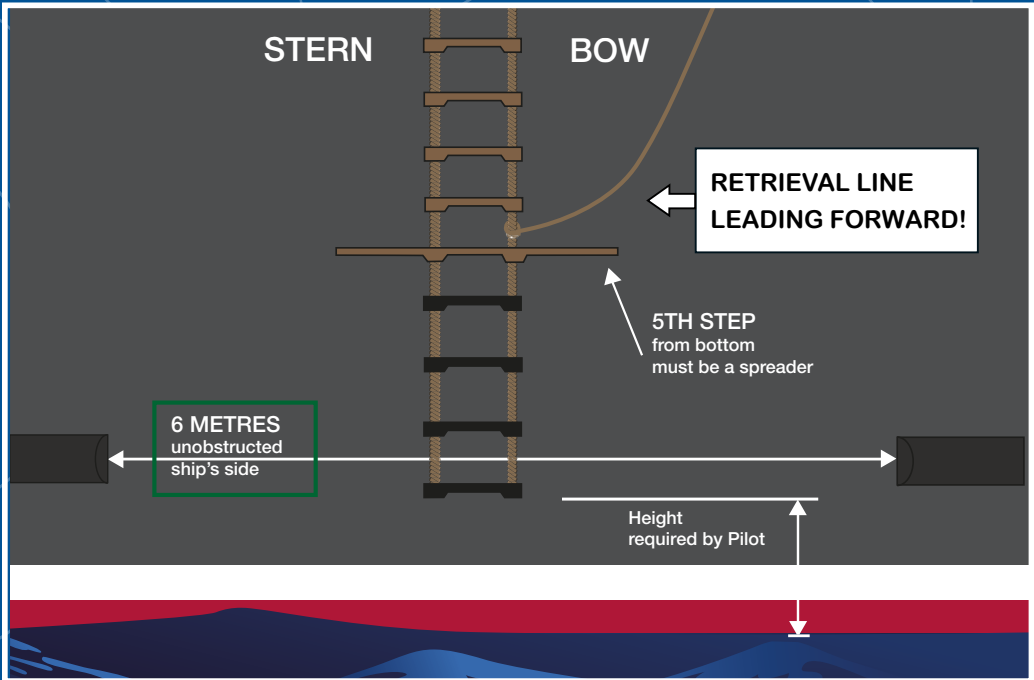 STERN
BOW
RETRIEVAL LINE
LEADING FORWARD!
5TH STEP
from bottom
must be a spreader
6 METRES
unobstructed
ship's side
Height
required by Pilot